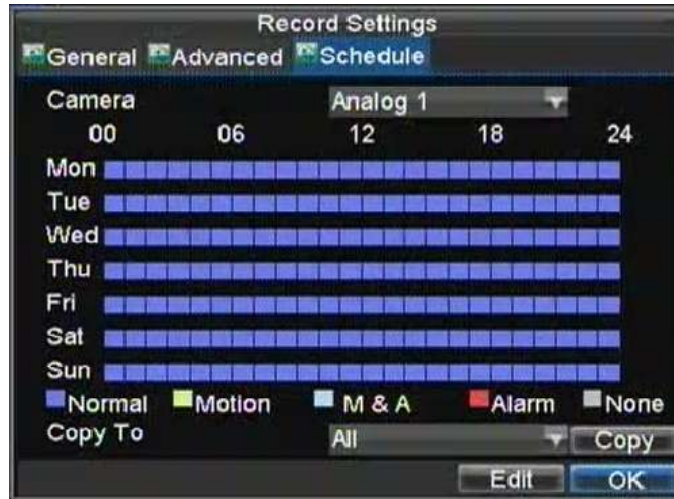 Record Settings
General Advanced Schedule
Camera Analog 1
00 06 12 18 24
Mon
Tue
Wed
Thu
Fri
Sat
Sun
Normal Motion M & A Alarm None
Copy To All Copy
Edit OK